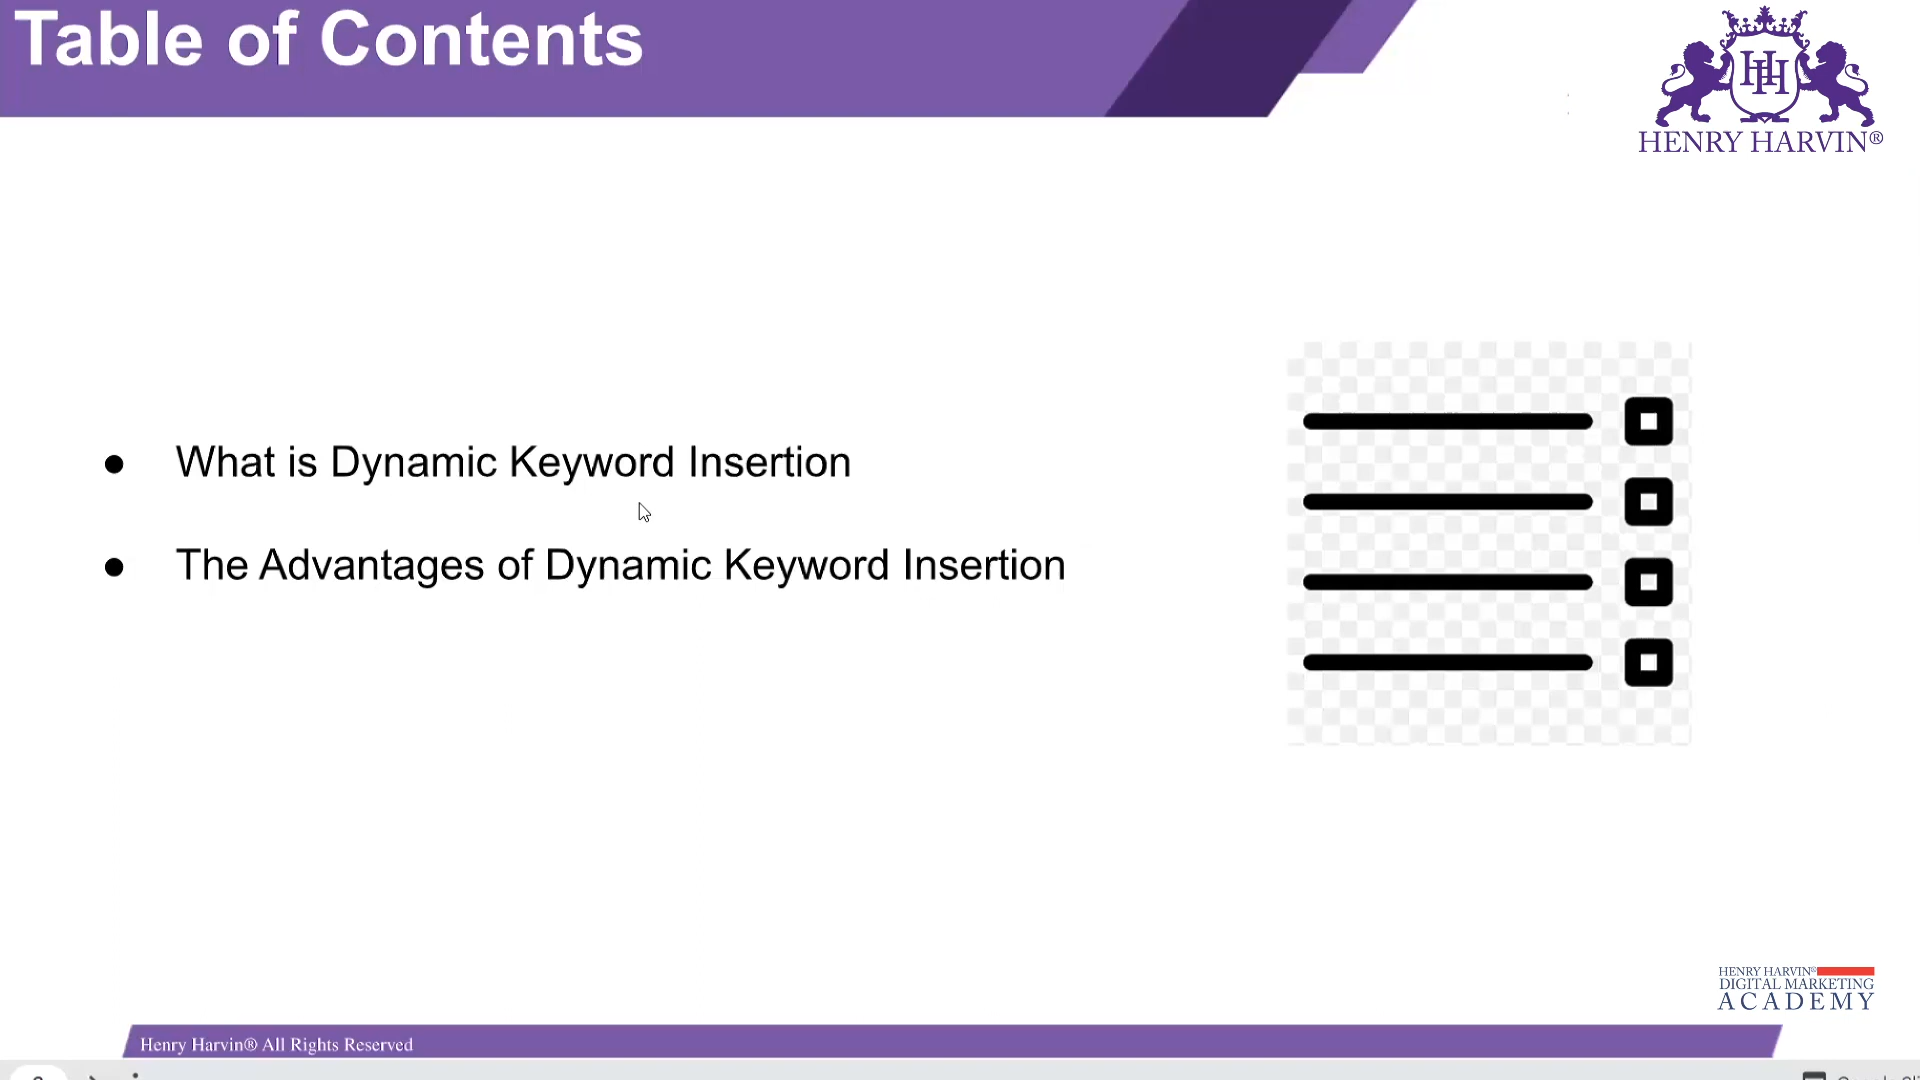 Table of Contents
HH
HENRY HARVIN®
● What is Dynamic Keyword Insertion
● The Advantages of Dynamic Keyword Insertion
HENRY HARVIN®
DIGITAL MARKETING
ACADEMY
Henry Harvin® All Rights Reserved